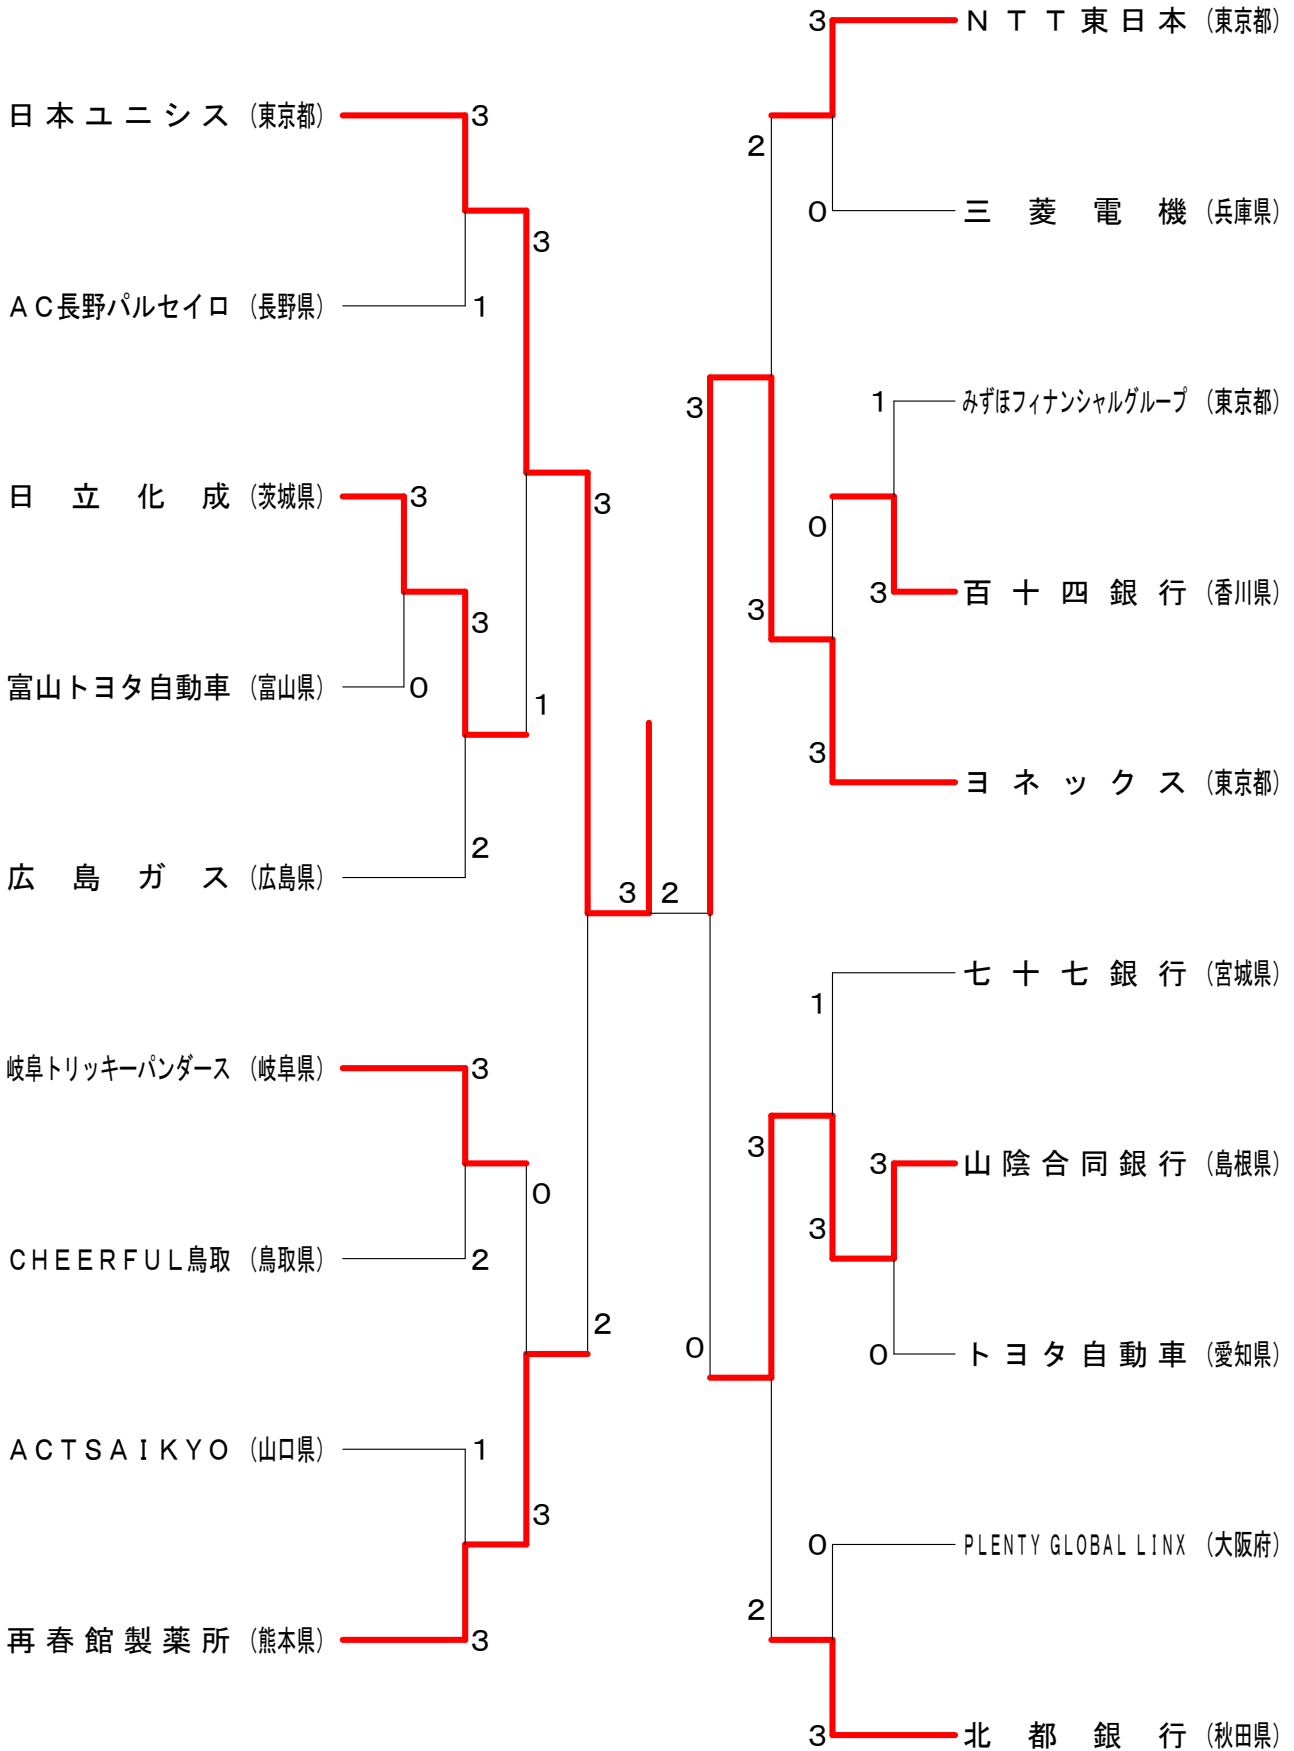 日本ユニシス (東京都) 3
3
AC長野パルセイロ (長野県) 1
日立化成 (茨城県) 3
3
3
富山トヨタ自動車 (富山県) 0
1
広島ガス (広島県) 2
岐阜トリッキーパンダース (岐阜県) 3
0
CHEERFUL鳥取 (鳥取県) 2
2
ACTSAIKYO (山口県) 1
3
再春館製薬所 (熊本県) 3
3 2
3 NTT東日本 (東京都)
2
0 三菱電機 (兵庫県)
3
1 みずほフィナンシャルグループ (東京都)
0
3 百十四銀行 (香川県)
3
3 ヨネックス (東京都)
七十七銀行 (宮城県)
1
3
3 山陰合同銀行 (島根県)
3
0
0 トヨタ自動車 (愛知県)
0 PLENTY GLOBAL LINX (大阪府)
2
3 北都銀行 (秋田県)